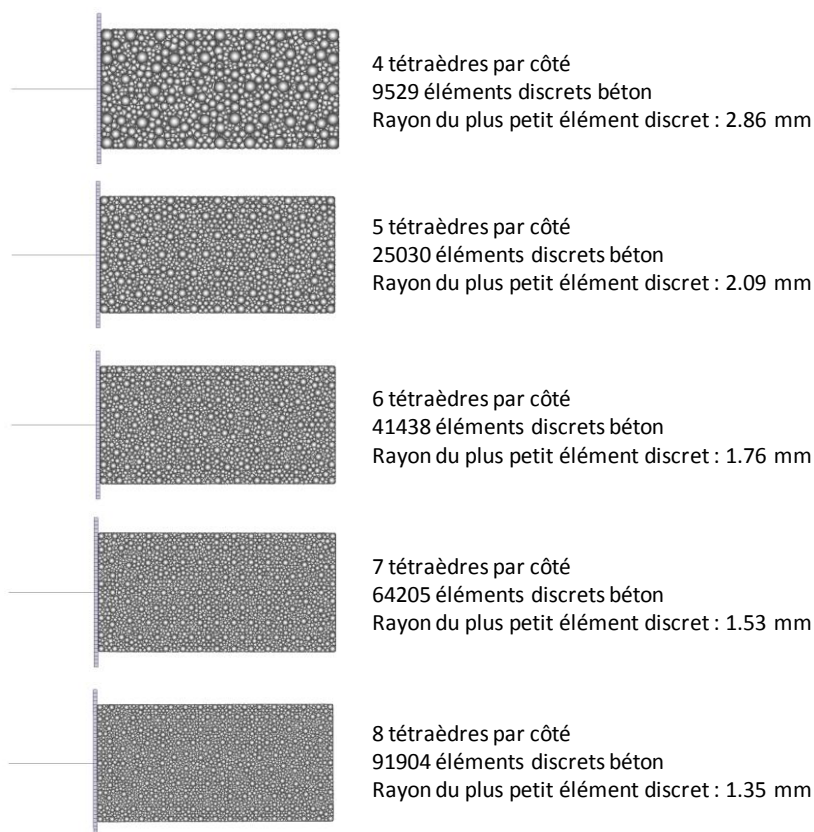 4 tétraèdres par côté
9529 éléments discrets béton
Rayon du plus petit élément discret : 2.86 mm
5 tétraèdres par côté
25030 éléments discrets béton
Rayon du plus petit élément discret : 2.09 mm
6 tétraèdres par côté
41438 éléments discrets béton
Rayon du plus petit élément discret : 1.76 mm
7 tétraèdres par côté
64205 éléments discrets béton
Rayon du plus petit élément discret : 1.53 mm
8 tétraèdres par côté
91904 éléments discrets béton
Rayon du plus petit élément discret : 1.35 mm